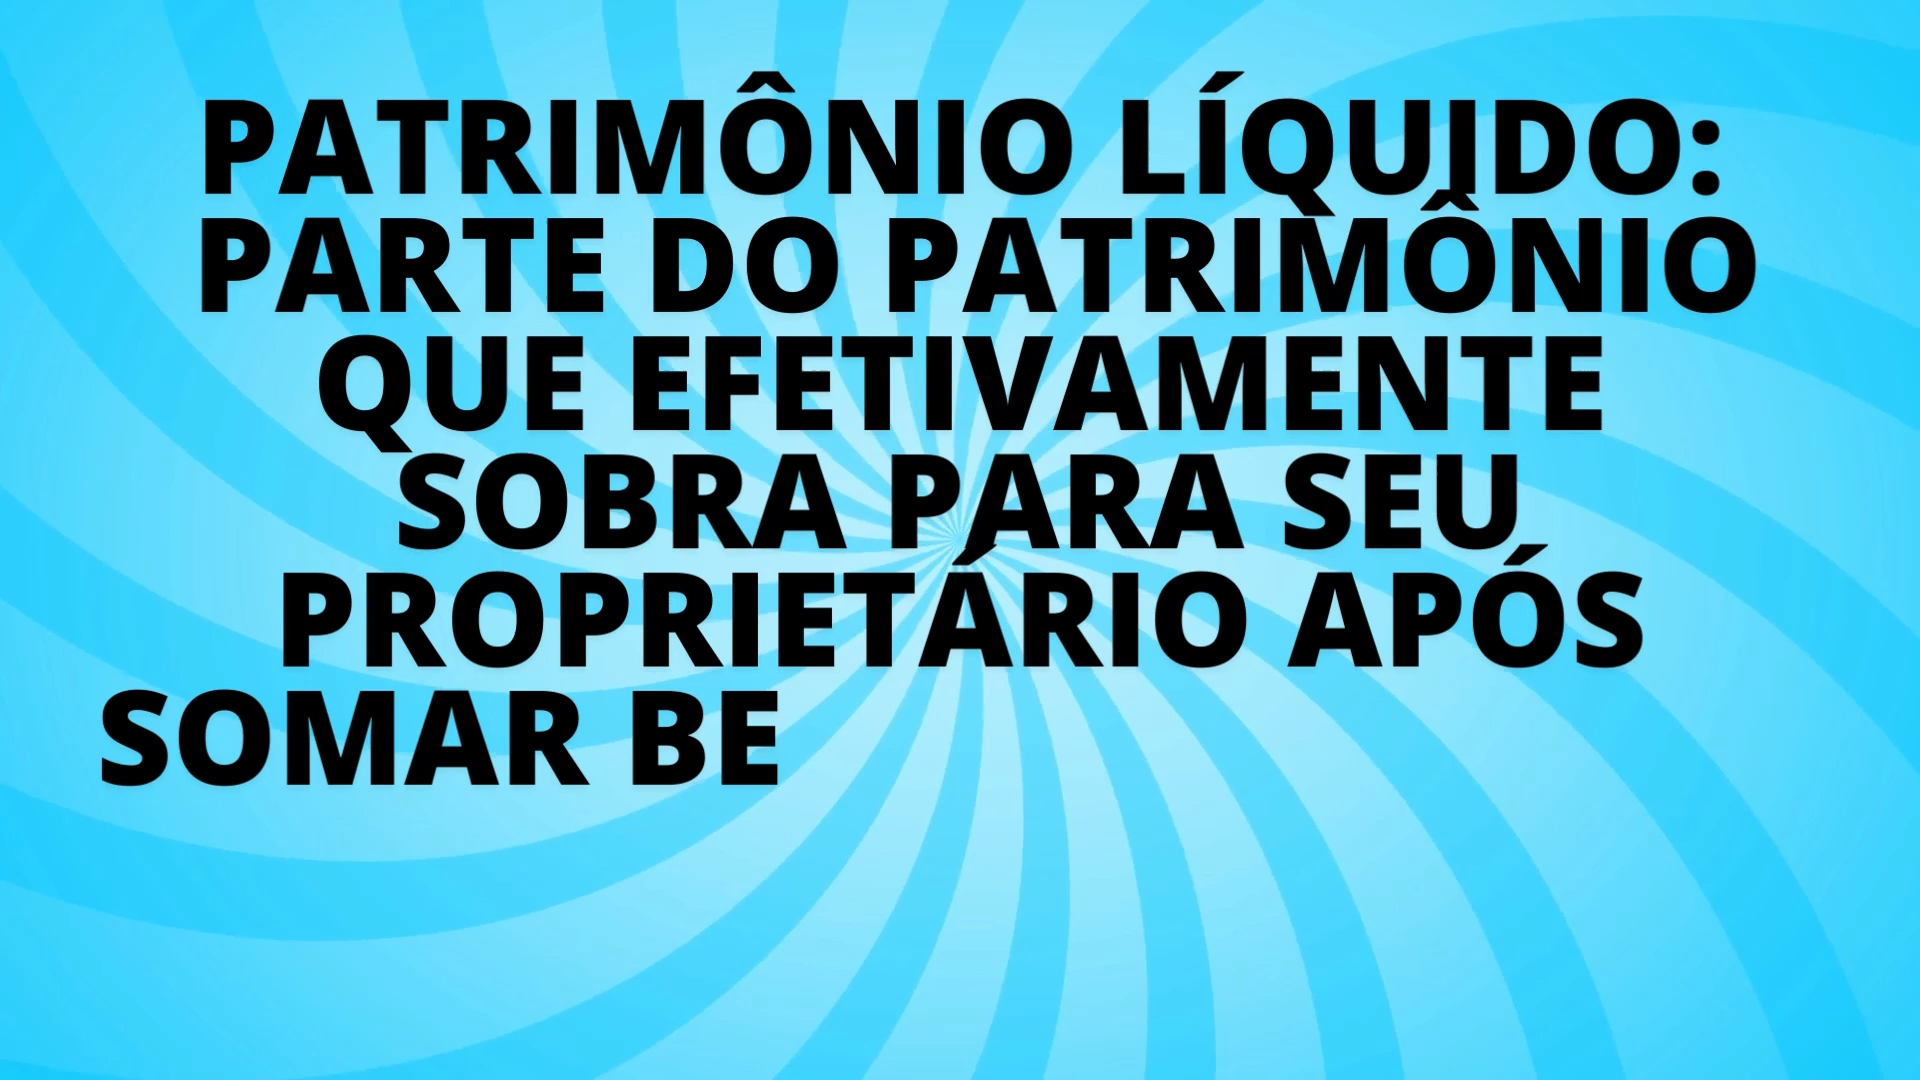 PATRIMÔNIO LÍQUIDO:
PARTE DO PATRIMÔNIO
QUE EFETIVAMENTE
SOBRA PARA SEU
PROPRIETÁRIO APÓS
SOMAR BE